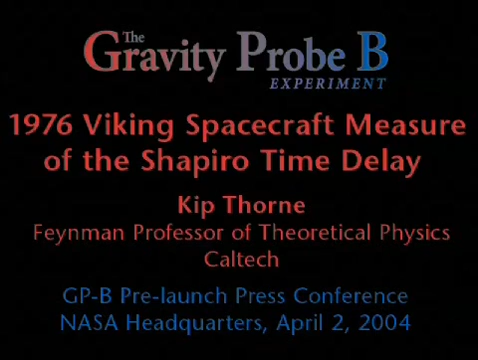 The Gravity Probe B
EXPERIMENT
1976 Viking Spacecraft Measure
of the Shapiro Time Delay
Kip Thorne
Feynman Professor of Theoretical Physics
Caltech
GP-B Pre-launch Press Conference
NASA Headquarters, April 2, 2004